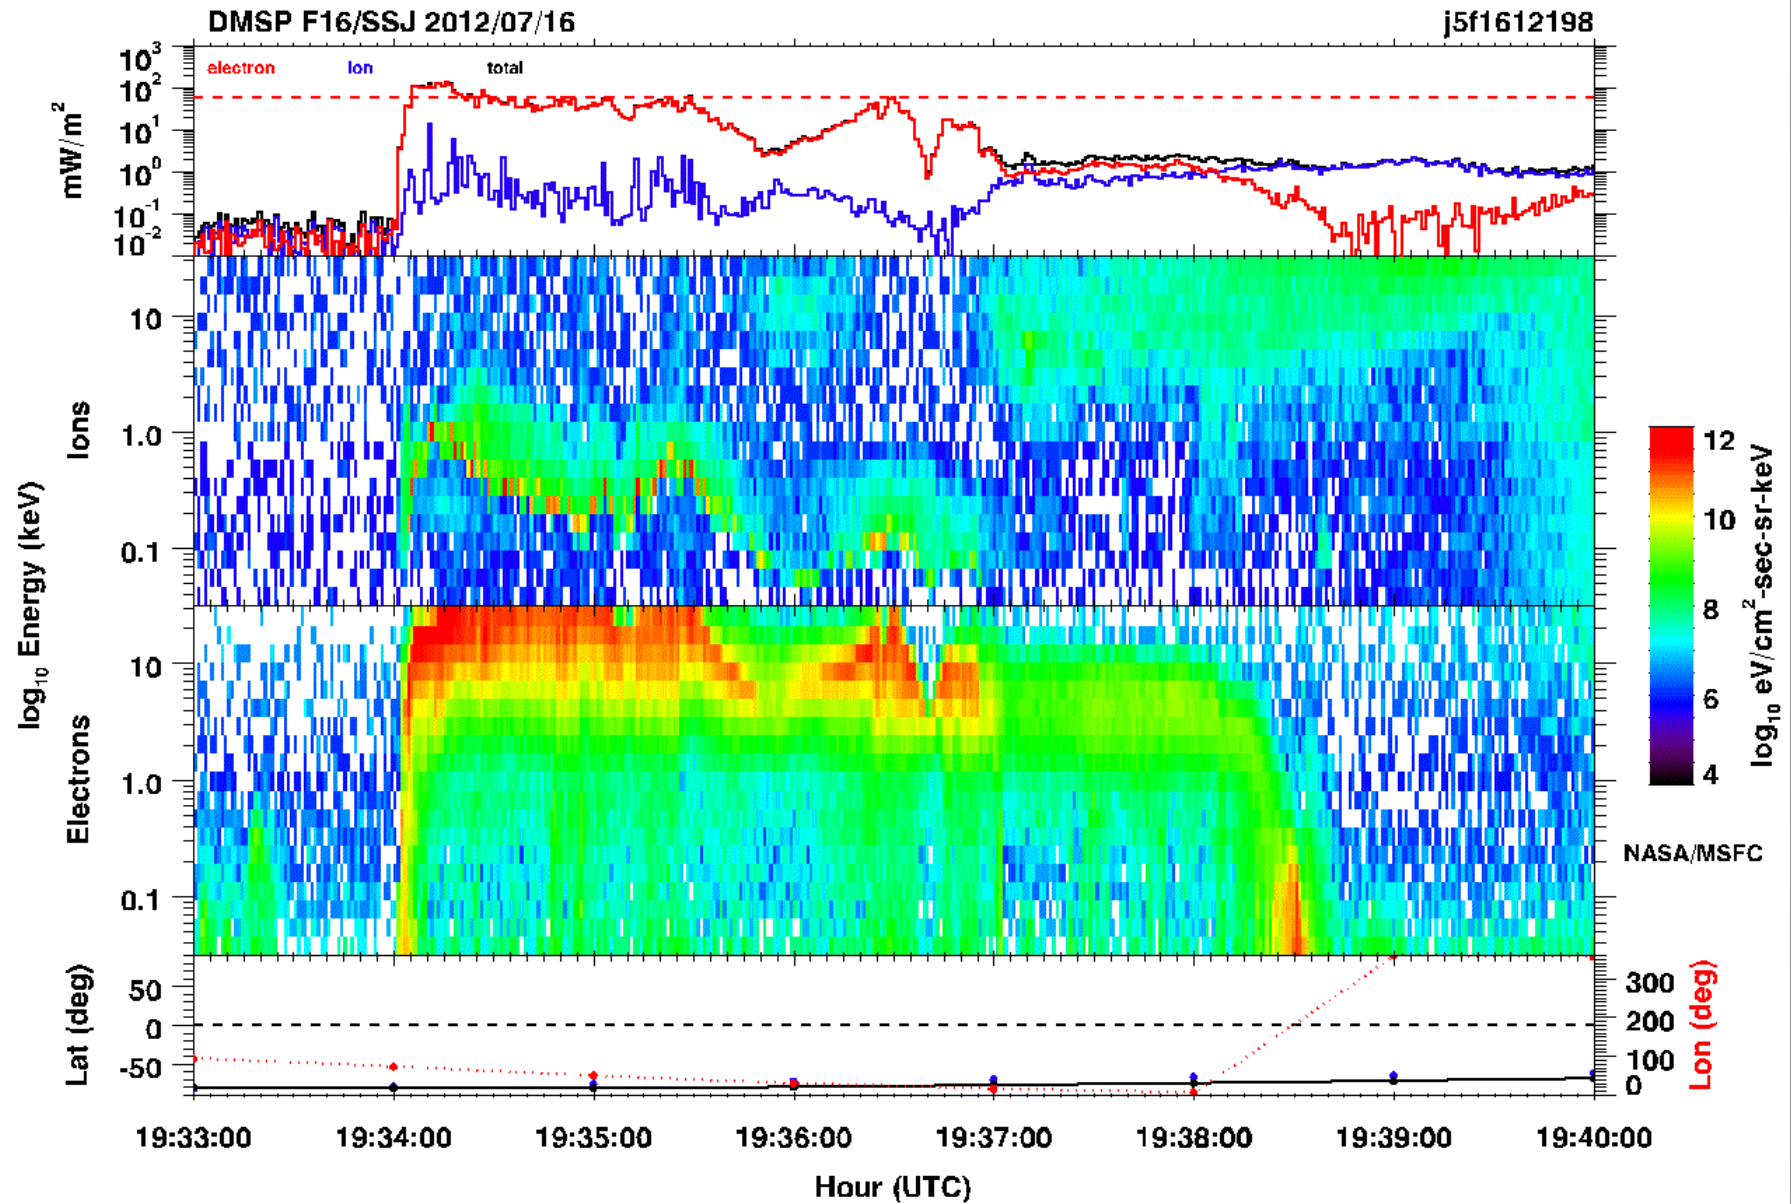 DMSP F16/SSJ 2012/07/16
j5f1612198
electron Ion total
mW/m²
10³
10²
10¹
10⁰
10⁻¹
10⁻²
log₁₀ Energy (keV)
Ions
10
1.0
0.1
Electrons
10
1.0
0.1
12
10
8
6
4
log₁₀ eV/cm²-sec-sr-keV
NASA/MSFC
Lat (deg)
50
0
-50
300
200
100
0
Lon (deg)
19:33:00 19:34:00 19:35:00 19:36:00 19:37:00 19:38:00 19:39:00 19:40:00
Hour (UTC)